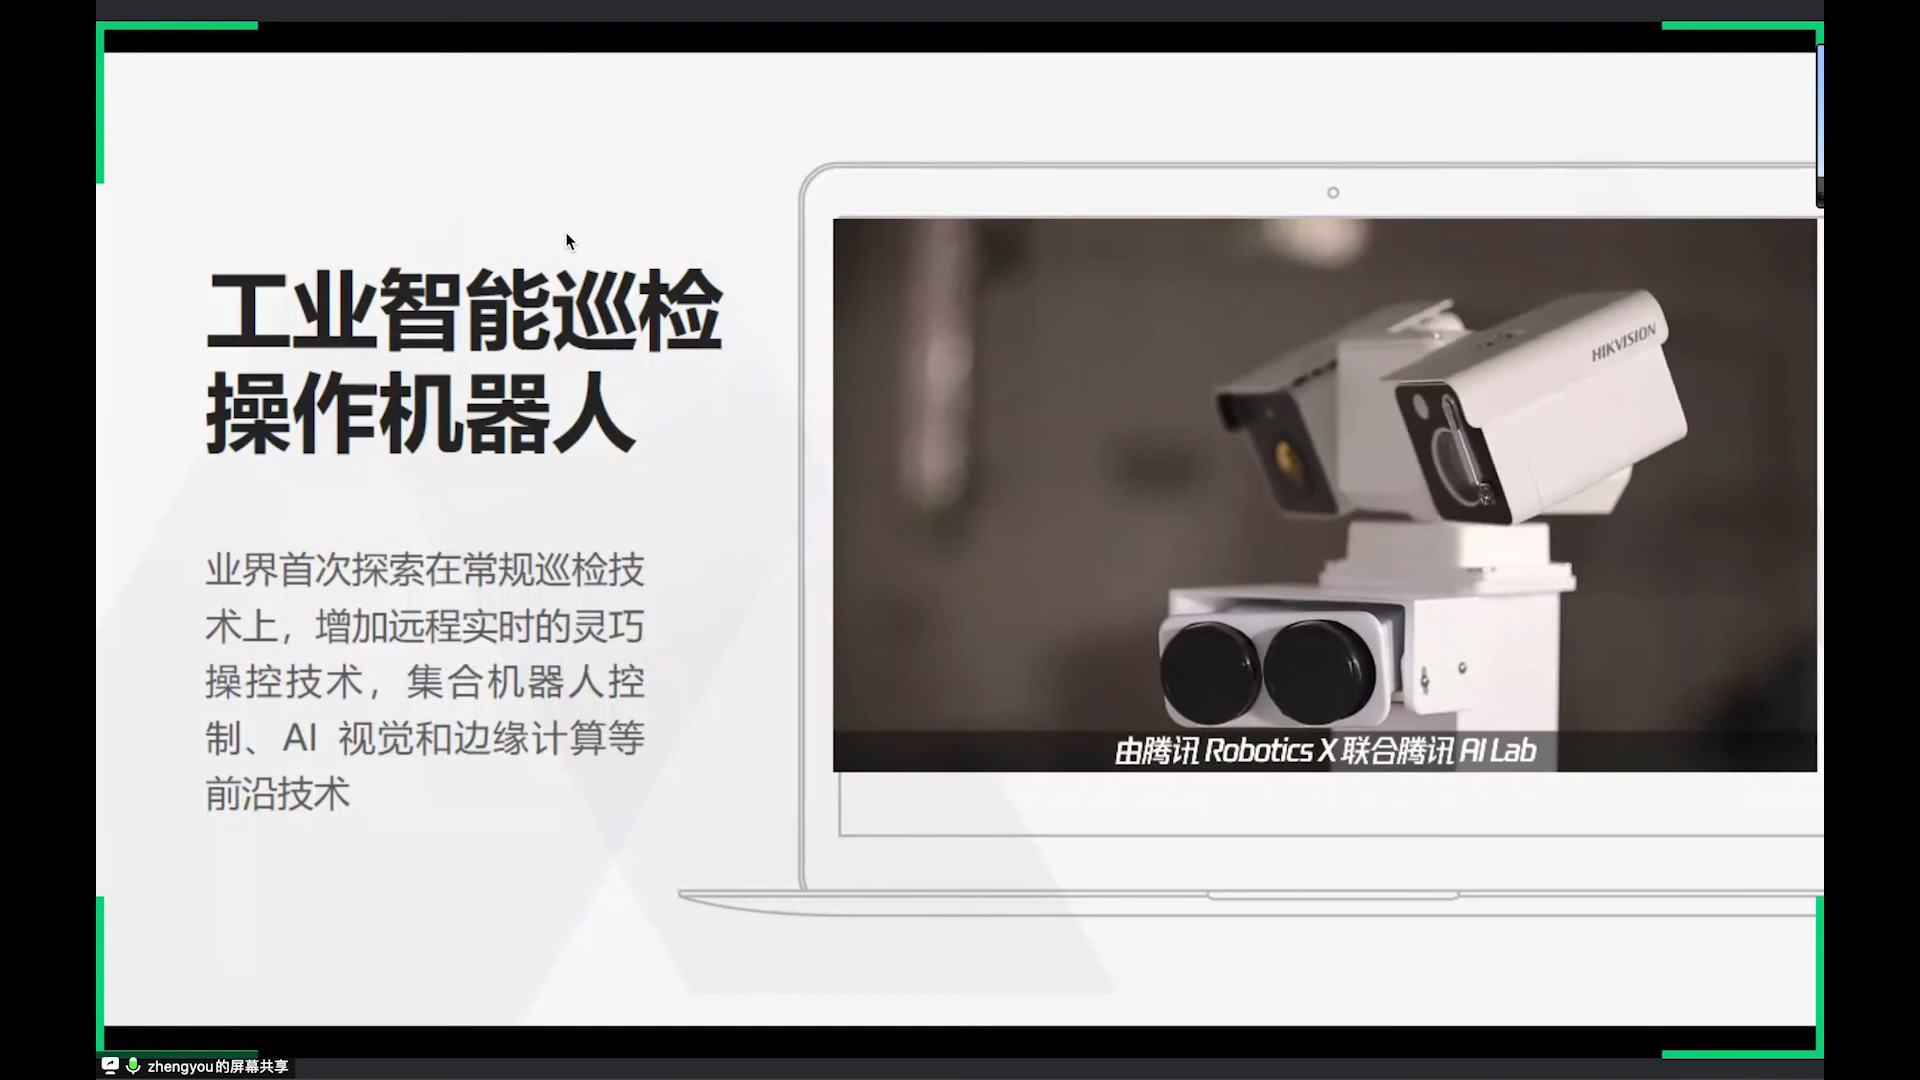 工业智能巡检
操作机器人
业界首次探索在常规巡检技
术上，增加远程实时的灵巧
操控技术，集合机器人控
制、AI 视觉和边缘计算等
前沿技术
HIKVISION
由腾讯 Robotics X 联合腾讯 AI Lab
zhengyou的屏幕共享